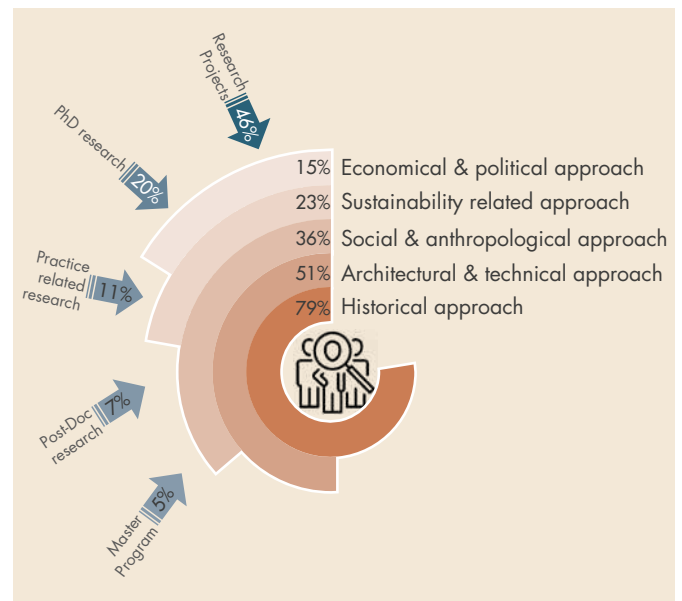 Research
Projects
46%
PhD research
20%
Practice
related
research
11%
Post-Doc
research
7%
Master
Program
5%
15% Economical & political approach
23% Sustainability related approach
36% Social & anthropological approach
51% Architectural & technical approach
79% Historical approach